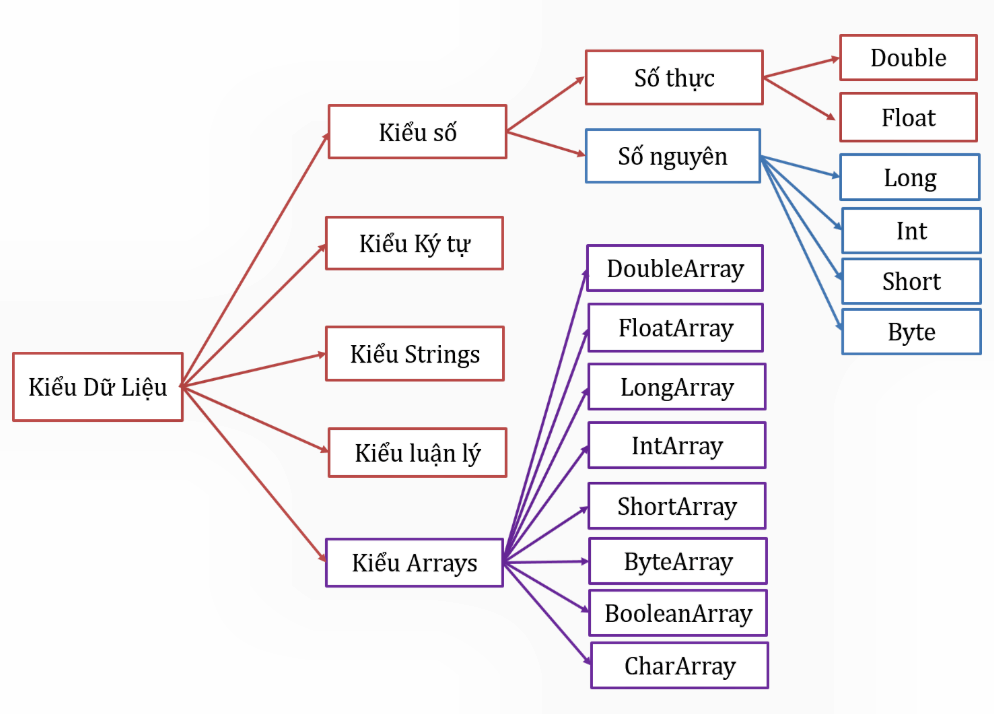 Kiểu Dữ Liệu
Kiểu số
Số thực
Double
Float
Số nguyên
Long
Int
Short
Byte
Kiểu Ký tự
Kiểu Strings
Kiểu luận lý
Kiểu Arrays
DoubleArray
FloatArray
LongArray
IntArray
ShortArray
ByteArray
BooleanArray
CharArray